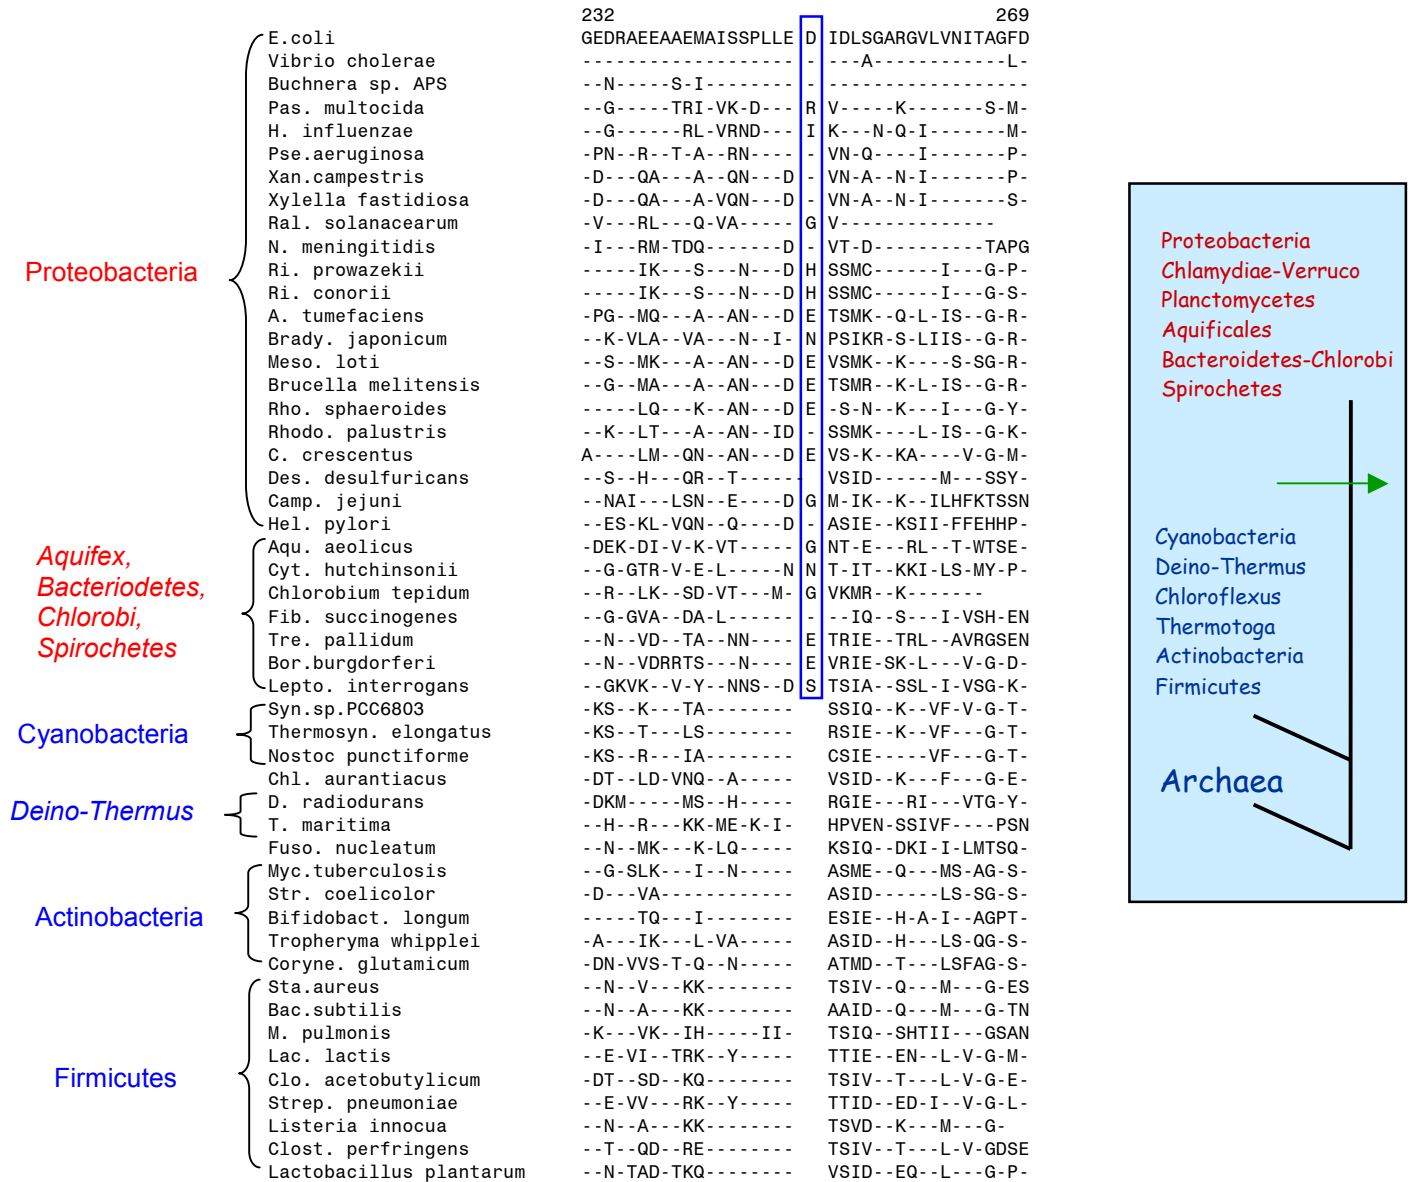 232 269
E.coli GEDRAEEAAEMAISSPLLE D IDLSGARGVLVNITAGFD
Vibrio cholerae ------------------- - ---A------------L-
Buchnera sp. APS --N-----S-I-------- - ------------------
Pas. multocida --G-----TRI-VK-D--- R V-----K-------S-M-
H. influenzae --G------RL-VRND--- I K---N-Q-I-------M-
Pse.aeruginosa -PN--R--T-A--RN---- - VN-Q----I-------P-
Xan.campestris -D---QA---A--QN---D - VN-A--N-I-------P-
Xylella fastidiosa -D---QA---A-VQN---D - VN-A--N-I-------S-
Ral. solanacearum -V---RL---Q-VA----- G V--------------
N. meningitidis -I---RM-TDQ-------D - VT-D----------TAPG
Proteobacteria
Ri. prowazekii -----IK---S---N---D H SSMC------I---G-P-
Ri. conorii -----IK---S---N---D H SSMC------I---G-S-
A. tumefaciens -PG--MQ---A--AN---D E TSMK--Q-L-IS--G-R-
Brady. japonicum --K-VLA--VA---N--I- N PSIKR-S-LIIS--G-R-
Meso. loti --S--MK---A--AN---D E VSMK--K----S-SG-R-
Brucella melitensis --G--MA---A--AN---D E TSMR--K-L-IS--G-R-
Rho. sphaeroides -----LQ---K--AN---D E -S-N--K---I---G-Y-
Rhodo. palustris --K--LT---A--AN--ID - SSMK----L-IS--G-K-
C. crescentus A----LM--QN--AN---D E VS-K--KA----V-G-M-
Des. desulfuricans --S--H---QR--T------ VSID------M---SSY-
Camp. jejuni --NAI---LSN--E----D G M-IK--K--ILHFKTSSN
Hel. pylori --ES-KL-VQN--Q----D - ASIE--KSII-FFEHHP-
Aquifex,
Bacteriodetes,
Chlorobi,
Spirochetes
Aqu. aeolicus -DEK-DI-V-K-VT----- G NT-E---RL--T-WTSE-
Cyt. hutchinsonii --G-GTR-V-E-L-----N N T-IT--KKI-LS-MY-P-
Chlorobium tepidum --R--LK--SD-VT---M- G VKMR--K-------
Fib. succinogenes --G-GVA--DA-L------ - --IQ--S---I-VSH-EN
Tre. pallidum --N--VD--TA--NN---- E TRIE--TRL--AVRGSEN
Bor.burgdorferi --N--VDRRTS---N---- E VRIE-SK-L---V-G-D-
Lepto. interrogans --GKVK--V-Y--NNS--D S TSIA--SSL-I-VSG-K-
Cyanobacteria
Syn.sp.PCC6803 -KS--K---TA-------- SSIQ--K--VF-V-G-T-
Thermosyn. elongatus -KS--T---LS-------- RSIE--K--VF---G-T-
Nostoc punctiforme -KS--R---IA-------- CSIE---VF---G-T-
Chl. aurantiacus -DT--LD-VNQ--A----- VSID--K---F---G-E-
Deino-Thermus
D. radiodurans -DKM-----MS--H----- RGIE---RI---VTG-Y-
T. maritima --H--R---KK-ME-K-I- HPVEN-SSIVF----PSN
Fuso. nucleatum --N--MK---K-LQ----- KSIQ--DKI-I-LMTSQ-
Actinobacteria
Myc.tuberculosis --G-SLK---I--N----- ASME--Q---MS-AG-S-
Str. coelicolor -D---VA------------ ASID------LS-SG-S-
Bifidobact. longum -----TQ---I-------- ESIE--H-A-I--AGPT-
Tropheryma whipplei -A---IK---L-VA----- ASID--H---LS-QG-S-
Coryne. glutamicum -DN-VVS-T-Q--N----- ATMD--T---LSFAG-S-
Firmicutes
Sta.aureus --N--V---KK-------- TSIV--Q---M---G-ES
Bac.subtilis --N--A---KK-------- AAID--Q---M---G-TN
M. pulmonis -K---VK--IH-----II- TSIQ--SHTII---GSAN
Lac. lactis --E-VI--TRK--Y----- TTIE--EN--L-V-G-M-
Clo. acetobutylicum -DT--SD--KQ-------- TSIV--T---L-V-G-E-
Strep. pneumoniae --E-VV---RK--Y----- TTID--ED-I--V-G-L-
Listeria innocua --N--A---KK-------- TSVD--K---M---G-
Clost. perfringens --T--QD--RE-------- TSIV--T---L-V-GDSE
Lactobacillus plantarum --N-TAD-TKQ-------- VSID--EQ--L---G-P-
Proteobacteria
Chlamydiae-Verruco
Planctomycetes
Aquificales
Bacteroidetes-Chlorobi
Spirochetes
Cyanobacteria
Deino-Thermus
Chloroflexus
Thermotoga
Actinobacteria
Firmicutes
Archaea